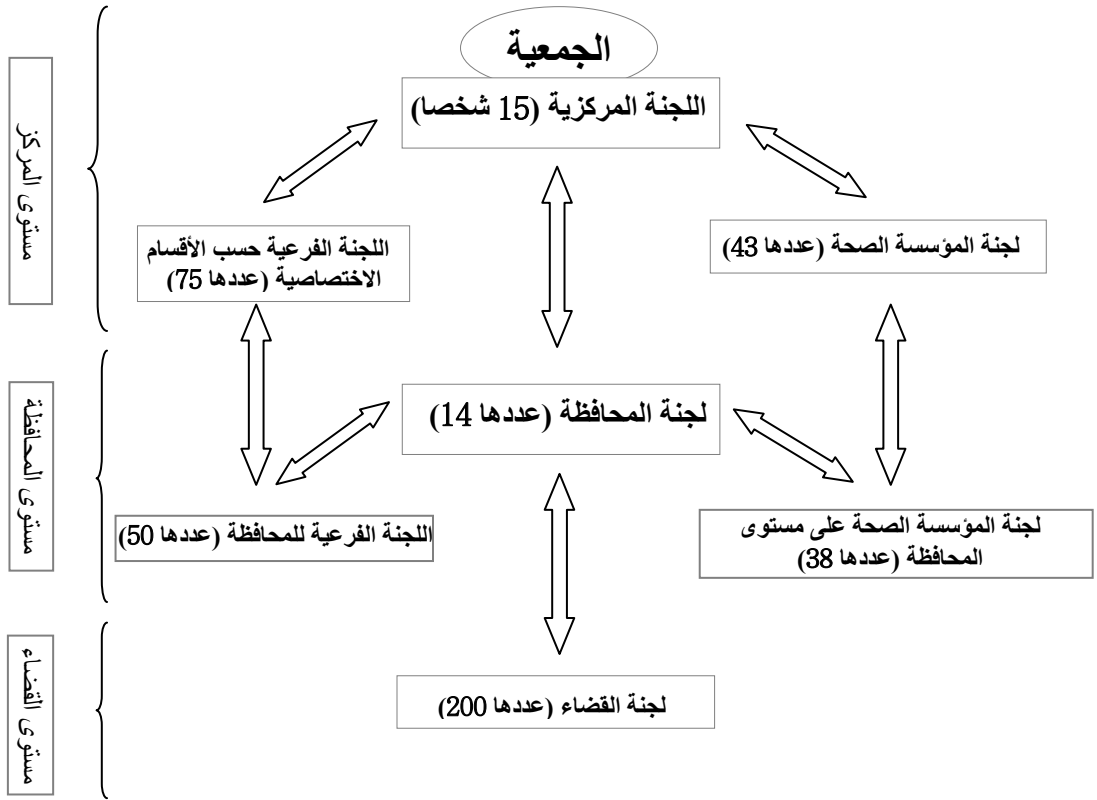 الجمعية
اللجنة المركزية (15 شخصا)
مستوى المركز
لجنة المؤسسة الصحة (عددها 43)
اللجنة الفرعية حسب الأقسام
الاختصاصية (عددها 75)
لجنة المحافظة (عددها 14)
مستوى المحافظة
لجنة المؤسسة الصحة على مستوى
المحافظة (عددها 38)
اللجنة الفرعية للمحافظة (عددها 50)
لجنة القضاء (عددها 200)
مستوى القضاء